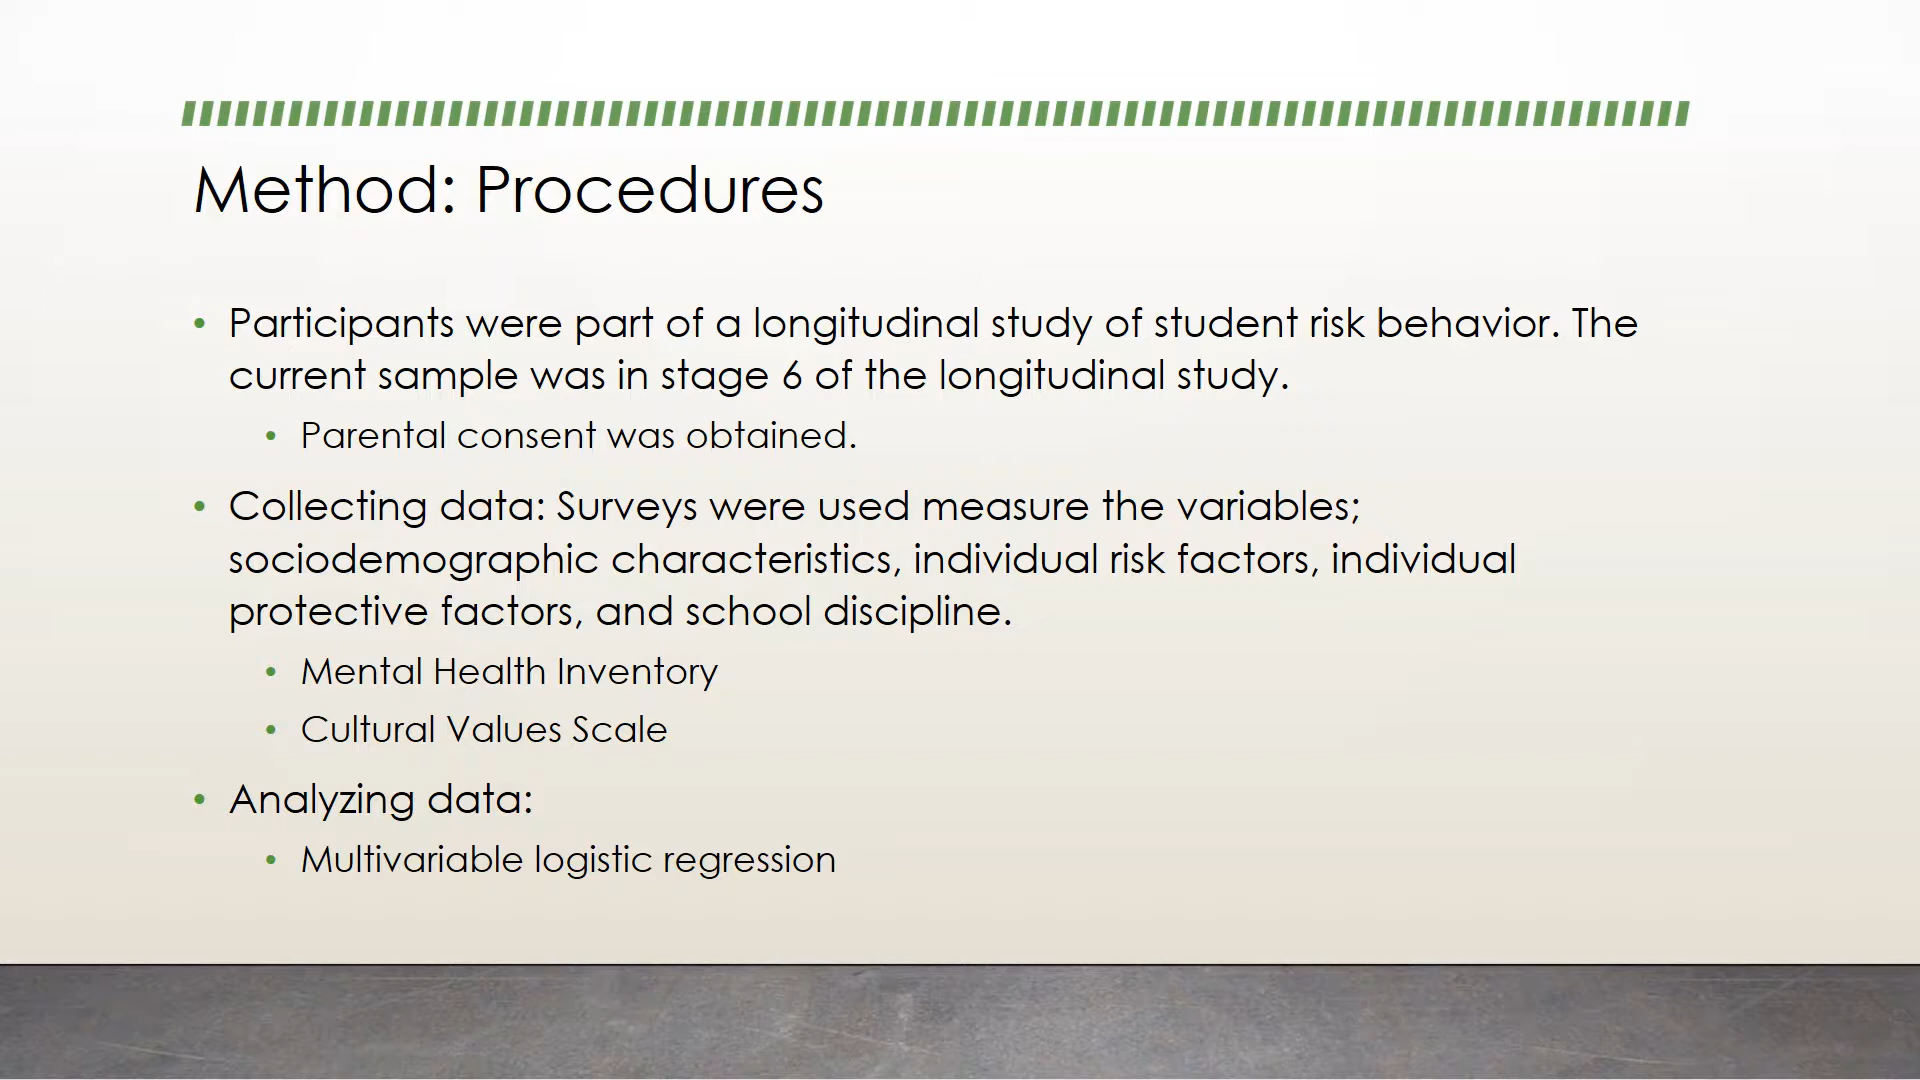 Method: Procedures
• Participants were part of a longitudinal study of student risk behavior. The
current sample was in stage 6 of the longitudinal study.
• Parental consent was obtained.
• Collecting data: Surveys were used measure the variables;
sociodemographic characteristics, individual risk factors, individual
protective factors, and school discipline.
• Mental Health Inventory
• Cultural Values Scale
• Analyzing data:
• Multivariable logistic regression